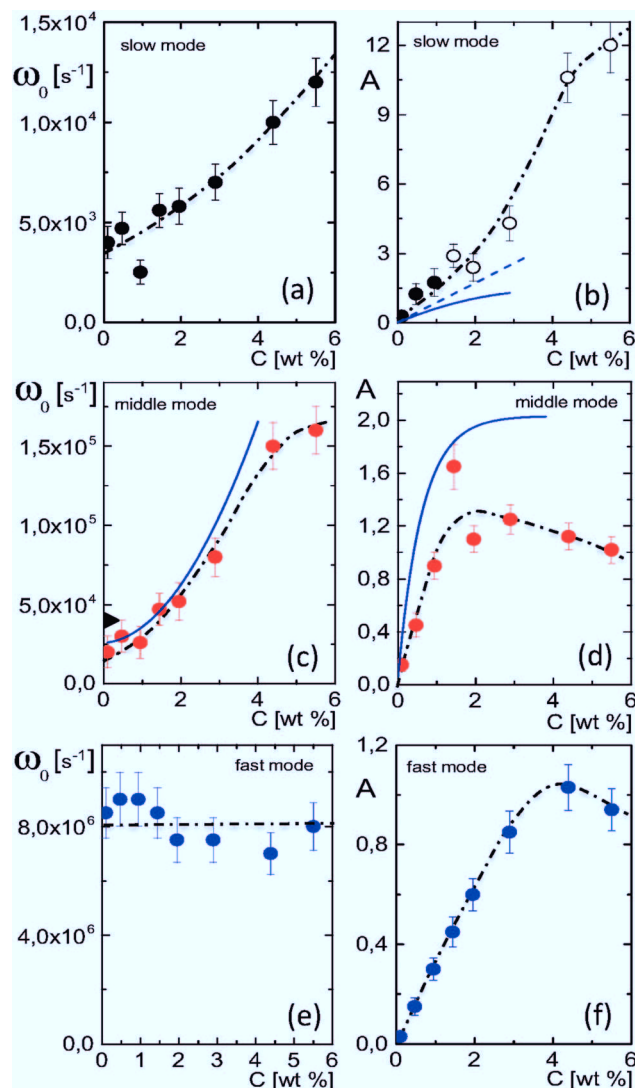 1,5x10⁴
slow mode
ω₀ [s⁻¹]
1,0x10⁴
5,0x10³
0,0
(a)
0 2 4 6
C [wt %]
12
slow mode
A
9
6
3
0
(b)
0 2 4 6
C [wt %]
ω₀ [s⁻¹]
middle mode
1,5x10⁵
1,0x10⁵
5,0x10⁴
0,0
(c)
0 2 4 6
C [wt %]
A
middle mode
2,0
1,6
1,2
0,8
0,4
0,0
(d)
0 2 4 6
C [wt %]
ω₀ [s⁻¹]
fast mode
8,0x10⁶
4,0x10⁶
0,0
(e)
0 1 2 3 4 5 6
C [wt %]
1,2
fast mode
A
0,8
0,4
0,0
(f)
0 2 4 6
C [wt %]